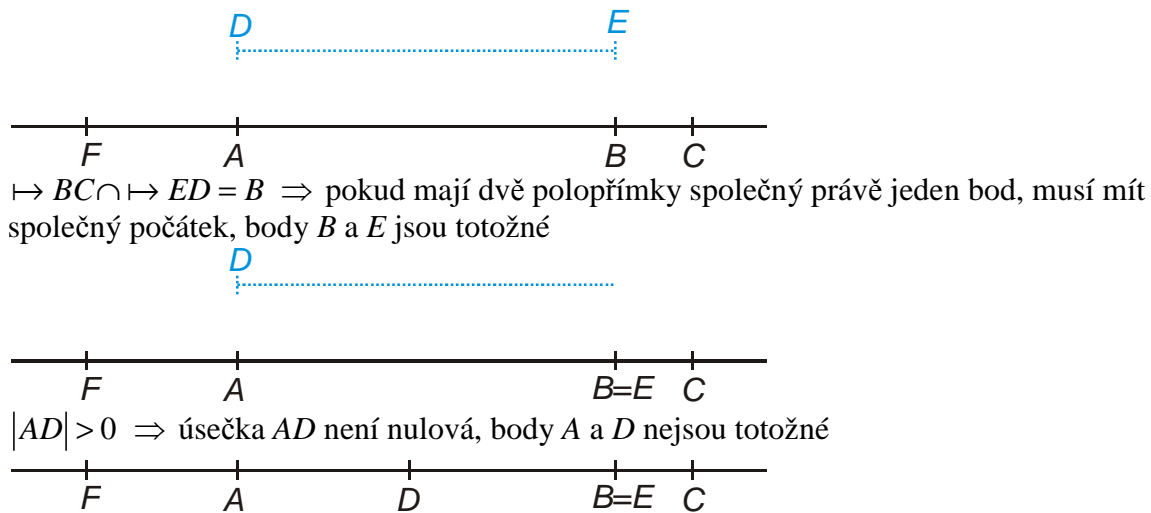 D E
F A B C
↦ BC ∩ ↦ ED = B ⇒ pokud mají dvě polopřímky společný právě jeden bod, musí mít
společný počátek, body B a E jsou totožné
D
F A B=E C
|AD| > 0 ⇒ úsečka AD není nulová, body A a D nejsou totožné
F A D B=E C